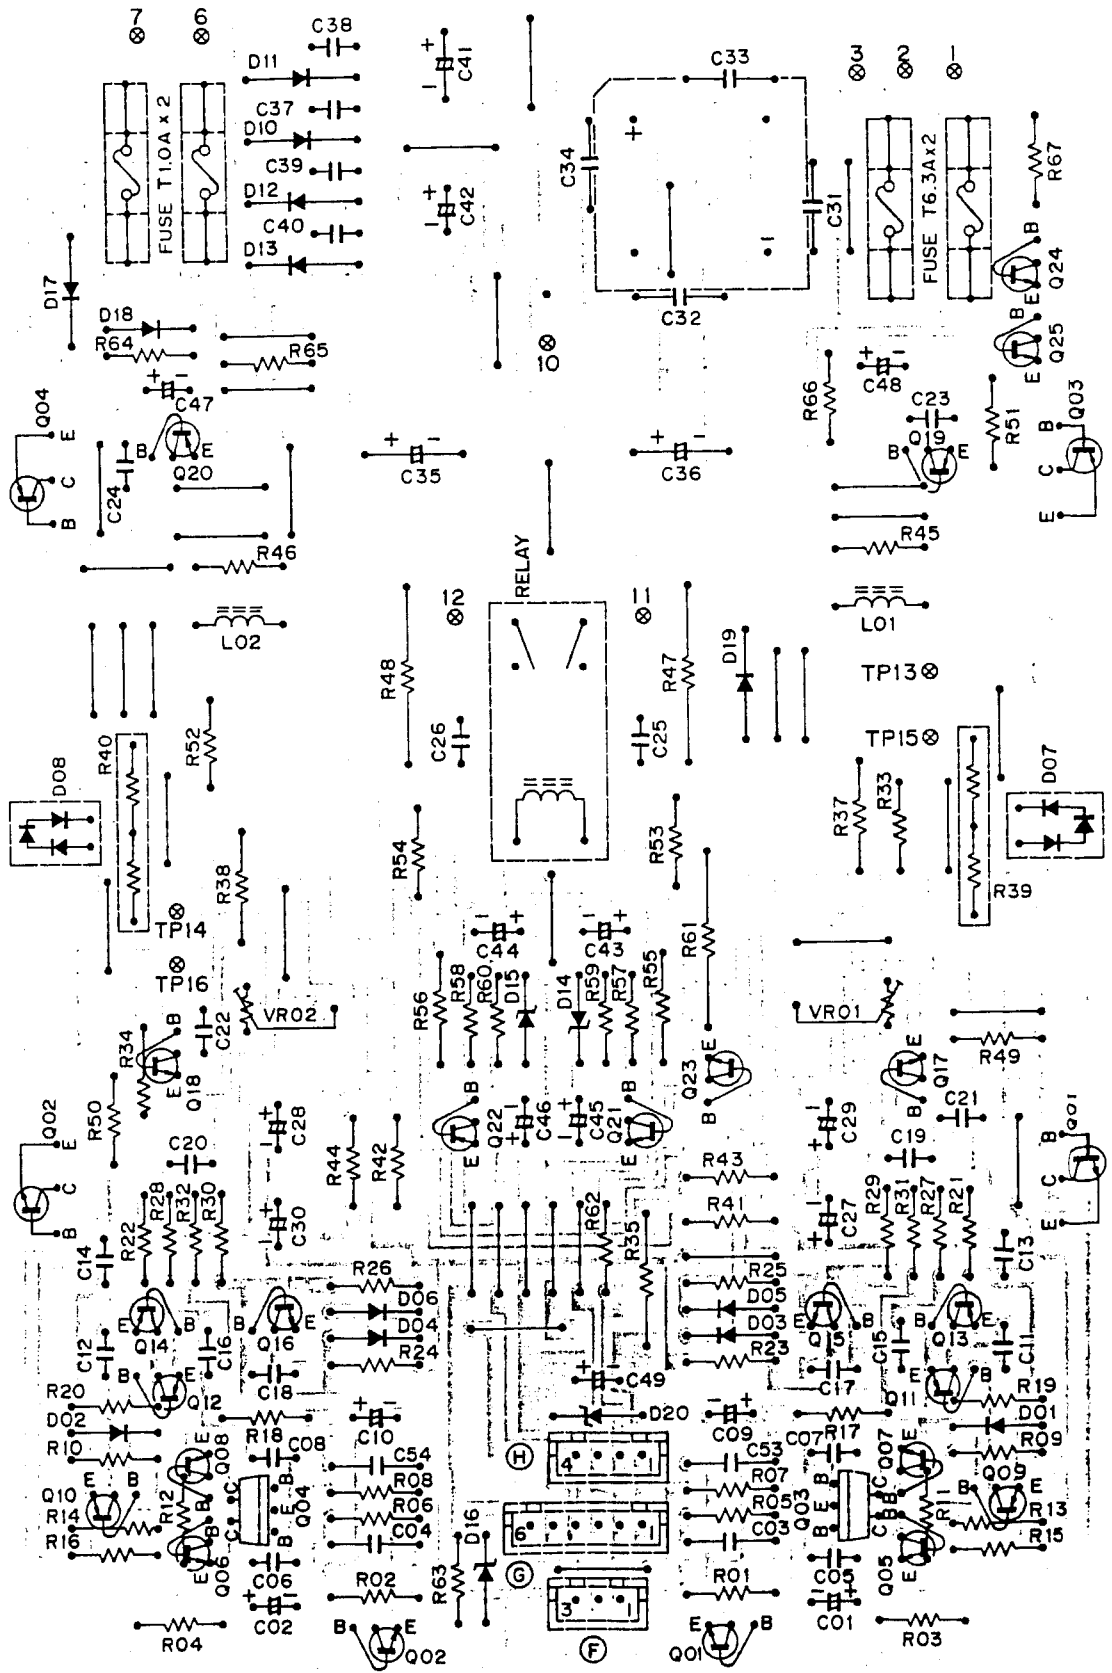 7
6
C38
+
C41
-
C33
3
2
1
D11
C37
D10
C39
D12
C40
D13
FUSE T1.0A x 2
+
C42
-
C34
+
-
C31
C32
FUSE T6.3Ax2
R67
B
Q24
E
B
Q25
E
D17
D18
R64
R65
+ -
C47
10
R66
+ -
C48
C23
R51
Q03
B
C
E
Q04
E
C
B
C24
B E
Q20
+ -
C35
+ -
C36
Q19
B E
R46
R45
RELAY
12
11
L02
L01
R48
R47
D19
TP13
TP15
C26
C25
R40
R52
D08
D07
R37
R33
R39
R54
R53
R38
TP14
TP16
- +
C44
- +
C43
R61
R56
R58
R60
D15
D14
R59
R57
R55
VR02
VR01
C22
R34
B
E
Q18
R50
Q02
E
C
B
R49
E
Q23
B
E
Q17
B
C21
C19
Q01
B
C
E
+
C28
-
B
Q22
E
-
C46
+
+
C45
-
B
Q21
E
-
C29
+
C20
R44
R42
R43
R41
R22
R28
R32
R30
C14
+
C30
-
R62
R35
-
C27
+
R29
R31
R27
R21
C13
R26
D06
D04
R24
R25
D05
D03
R23
E B
Q14
B E
Q16
C12
C16
C18
E B
Q15
B E
Q13
C15
C11
C17
B E
Q12
Q11
B E
+ -
C49
D20
R20
D02
R10
R18
C08
+ -
C10
C54
R08
R06
C04
- +
C09
C53
R07
R05
C03
C07
R17
R19
D01
R09
E B
Q10
R14
R16
R12
E
Q08
B
B
E
Q06
C
C
B
E
B
Q04
C06
+ -
C02
H
4 1
G
6 1
F
3 1
D16
R63
R02
R01
Q03
B
E
B
C
C
C05
- +
C01
E
Q07
B
B
E
Q05
R11
Q09
B E
R13
R15
R04
R03
B E
Q02
E B
Q01